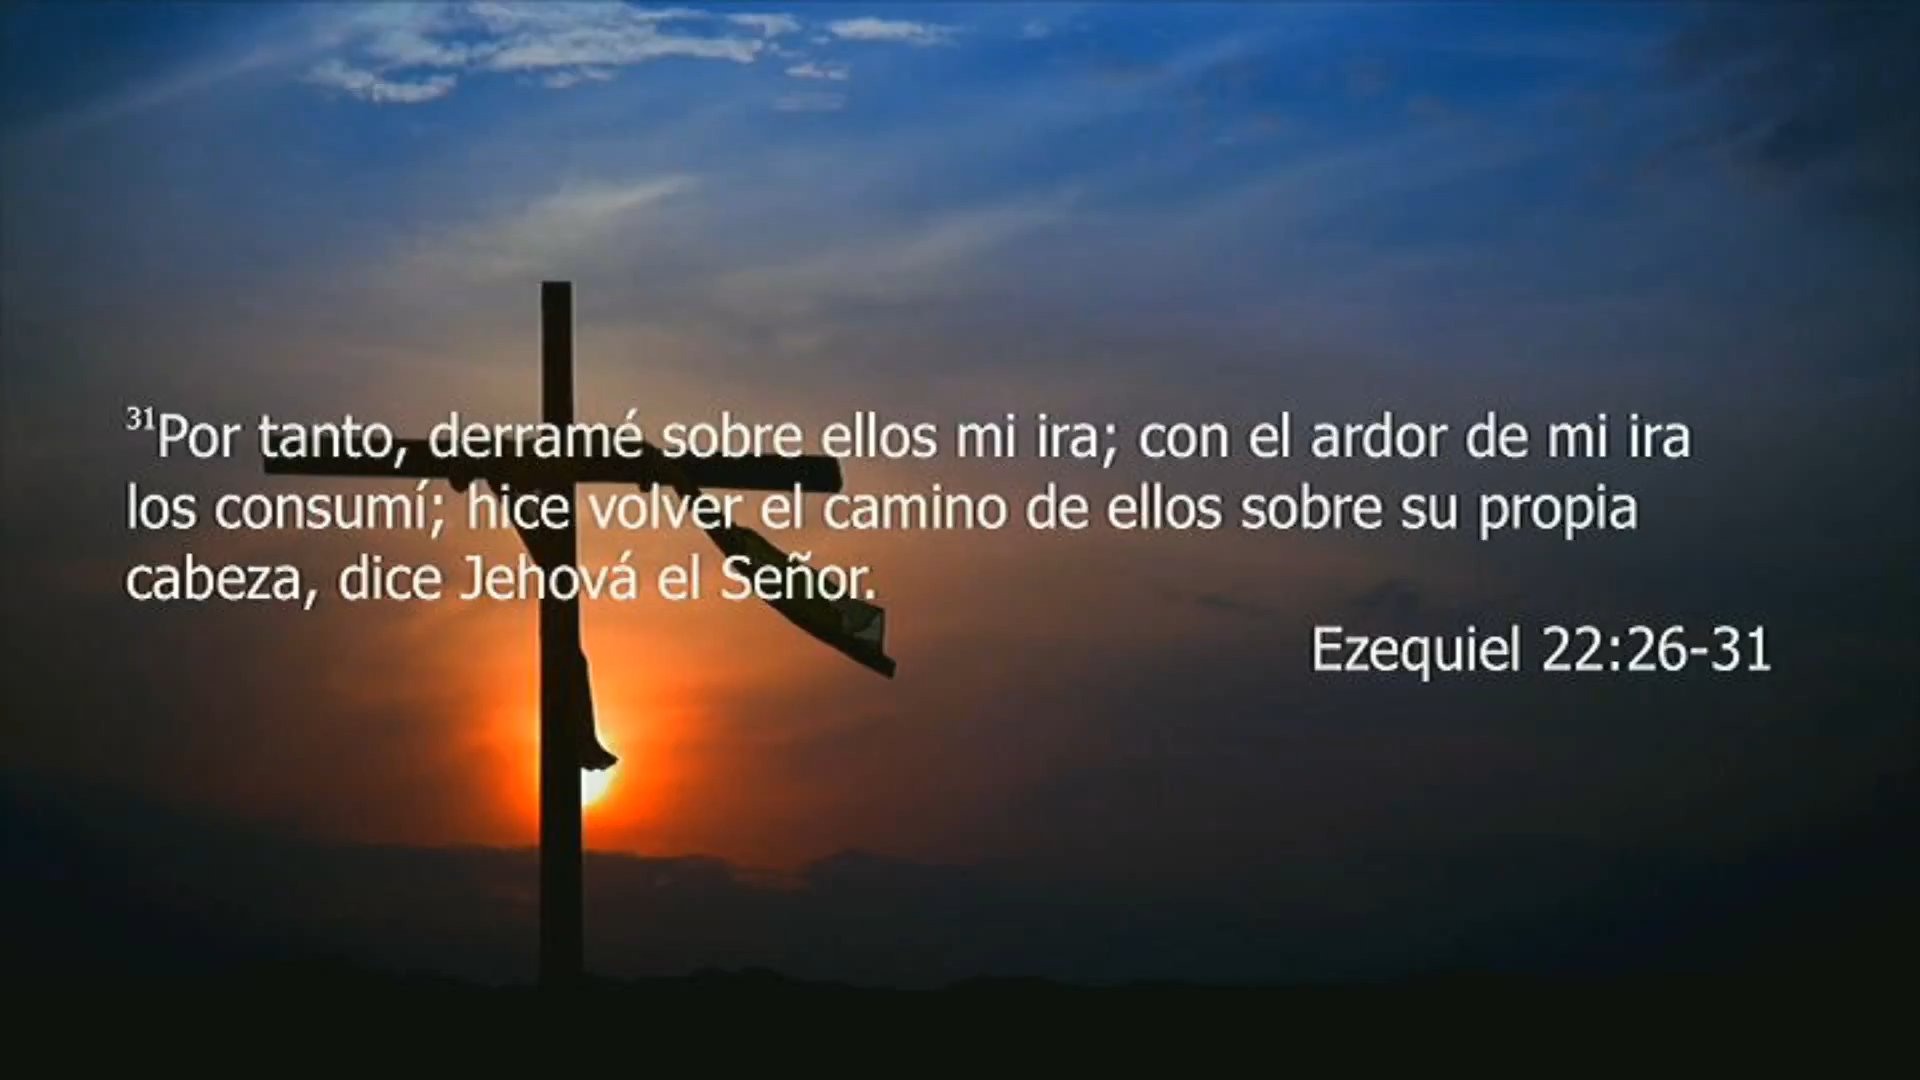 31Por tanto, derramé sobre ellos mi ira; con el ardor de mi ira
los consumí; hice volver el camino de ellos sobre su propia
cabeza, dice Jehová el Señor.
Ezequiel 22:26-31